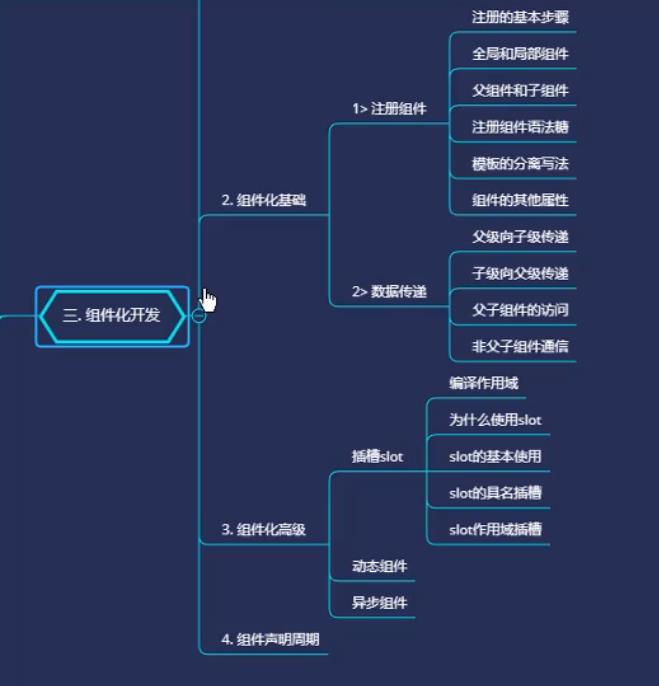 三. 组件化开发
2. 组件化基础
1> 注册组件
注册的基本步骤
全局和局部组件
父组件和子组件
注册组件语法糖
模板的分离写法
组件的其他属性
2> 数据传递
父级向子级传递
子级向父级传递
父子组件的访问
非父子组件通信
3. 组件化高级
插槽slot
编译作用域
为什么使用slot
slot的基本使用
slot的具名插槽
slot作用域插槽
动态组件
异步组件
4. 组件声明周期